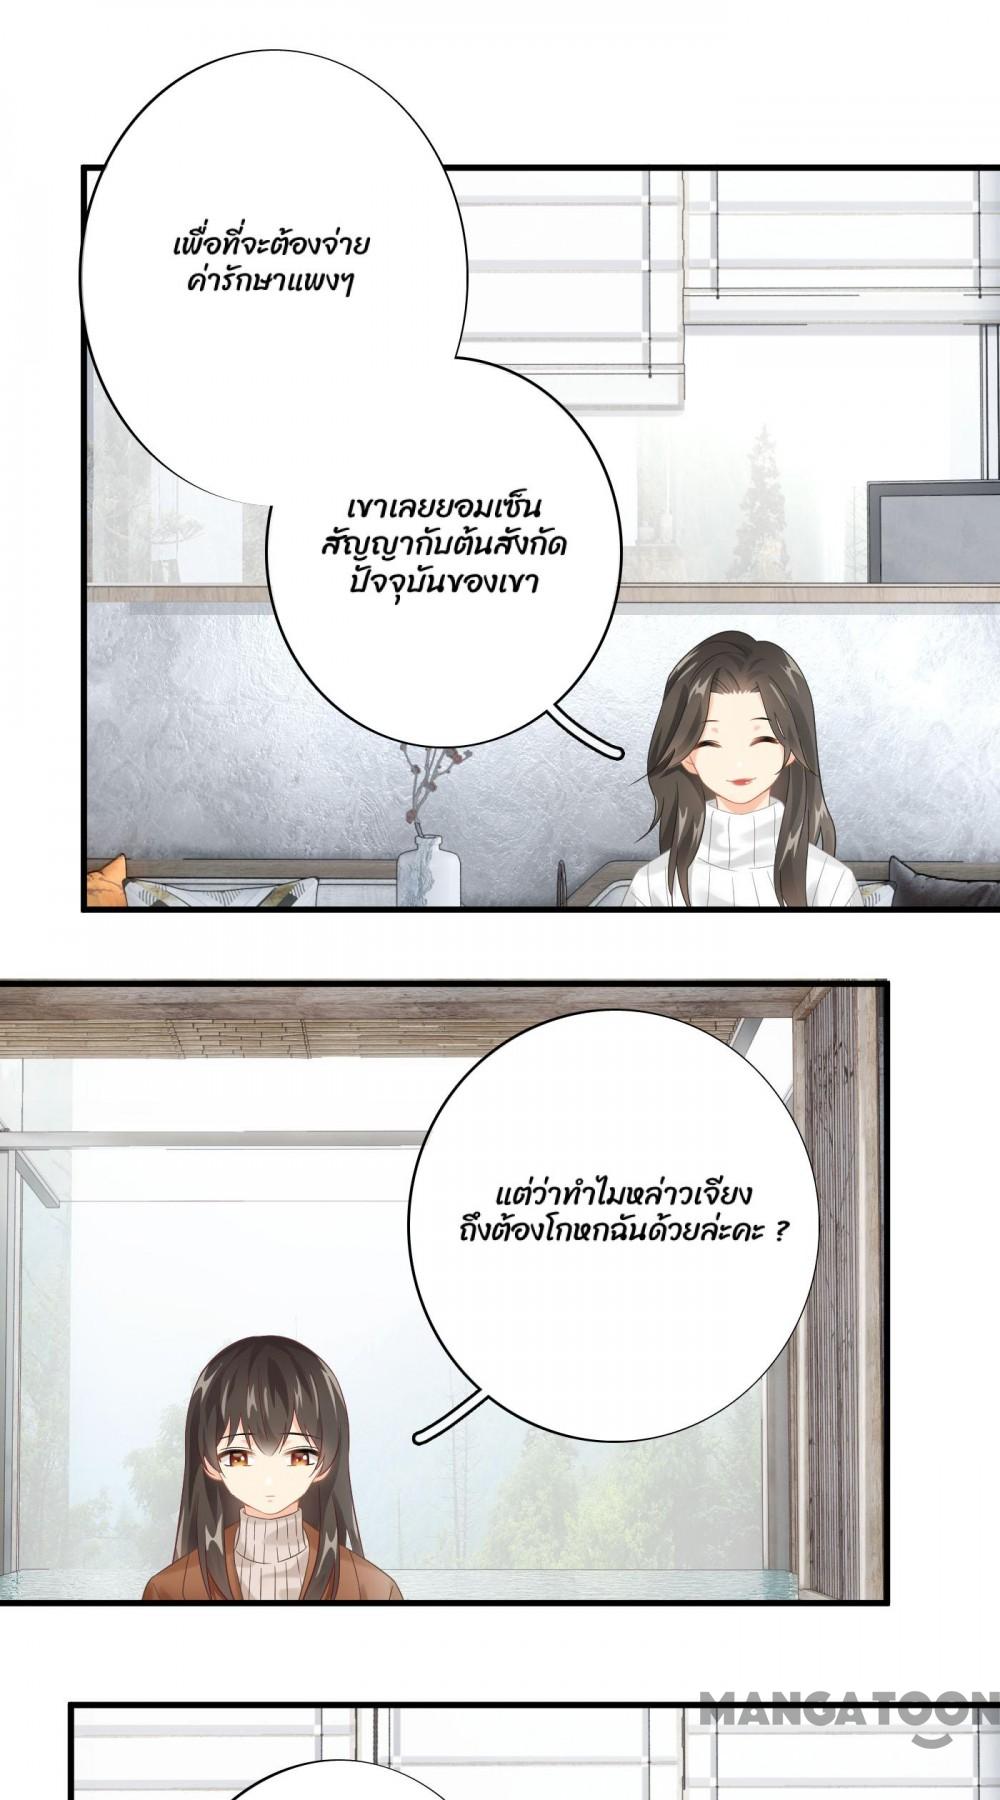 เพื่อที่จะต้องจ่าย
ค่ารักษาแพงๆ
เขาเลยยอมเซ็น
สัญญากับต้นสังกัด
ปัจจุบันของเขา
แต่ว่าทำไมหล่าวเจียง
ถึงต้องโกหกฉันด้วยล่ะคะ ?
MANGATOON